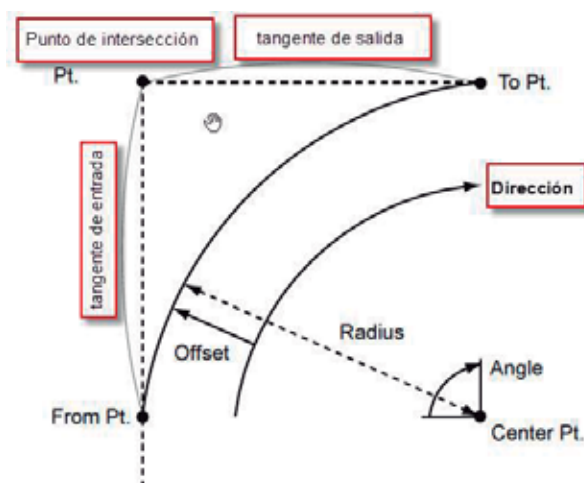 Punto de intersección
tangente de salida
Pt.
To Pt.
tangente de entrada
Dirección
Radius
Offset
Angle
From Pt.
Center Pt.